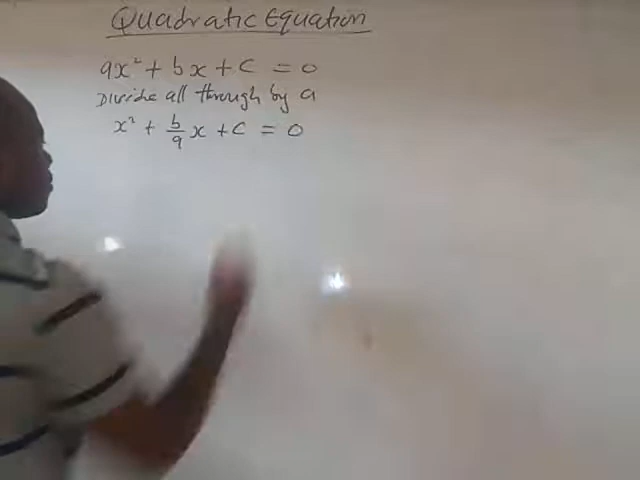 Quadratic Equation
ax² + bx + c = 0
Divide all through by a
x² + b/a x + c = 0